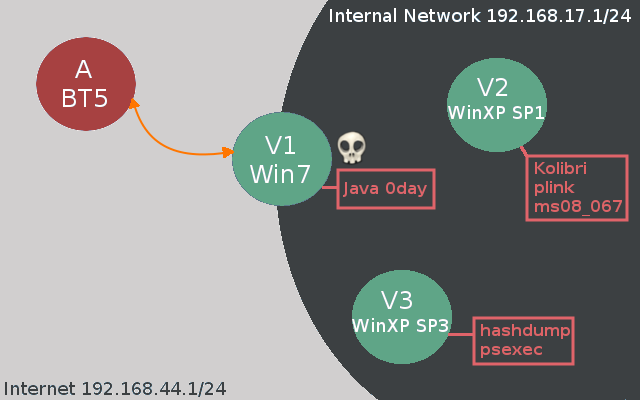 Internal Network 192.168.17.1/24
A
BT5
V1
Win7
Java 0day
V2
WinXP SP1
Kolibri
plink
ms08_067
V3
WinXP SP3
hashdump
psexec
Internet 192.168.44.1/24